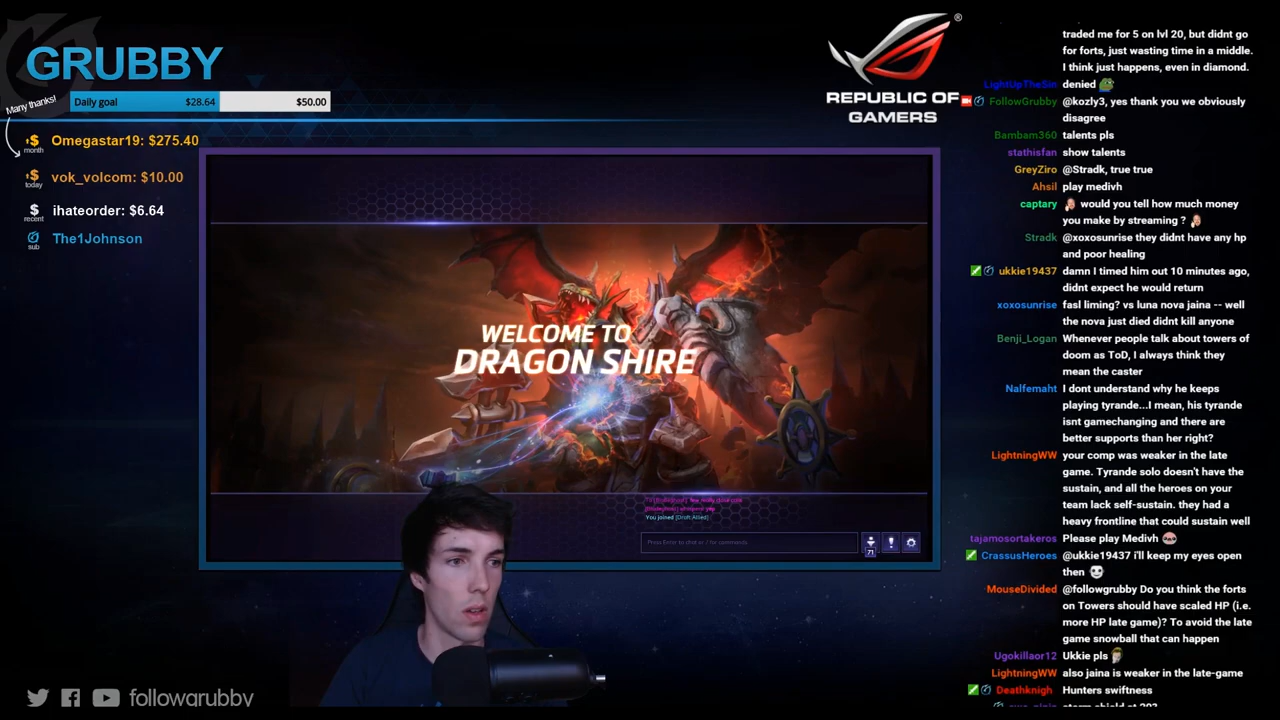 GRUBBY
Many thanks!
Daily goal $28.64 $50.00
$ month Omegastar19: $275.40
$ today vok_volcom: $10.00
$ recent ihateorder: $6.64
sub The1Johnson
REPUBLIC OF
GAMERS
®
WELCOME TO
DRAGON SHIRE
You joined [Draft: Allied]
Press Enter to chat or / for commands.
71
followgrubby
traded me for 5 on lvl 20, but didnt go
for forts, just wasting time in a middle.
I think just happens, even in diamond.
LightUpTheSin denied
FollowGrubby @kozly3, yes thank you we obviously
disagree
Bambam360 talents pls
stathisfan show talents
GreyZiro @Stradk, true true
Ahsil play medivh
captary would you tell how much money
you make by streaming ?
Stradk @xoxosunrise they didnt have any hp
and poor healing
ukkie19437 damn I timed him out 10 minutes ago,
didnt expect he would return
xoxosunrise fasl liming? vs luna nova jaina -- well
the nova just died didnt kill anyone
Benji_Logan Whenever people talk about towers of
doom as ToD, I always think they
mean the caster
Nalfemaht I dont understand why he keeps
playing tyrande...I mean, his tyrande
isnt gamechanging and there are
better supports than her right?
LightningWW your comp was weaker in the late
game. Tyrande solo doesn't have the
sustain, and all the heroes on your
team lack self-sustain. they had a
heavy frontline that could sustain well
tajamosortakeros Please play Medivh
CrassusHeroes @ukkie19437 i'll keep my eyes open
then
MouseDivided @followgrubby Do you think the forts
on Towers should have scaled HP (i.e.
more HP late game)? To avoid the late
game snowball that can happen
Ugokillaor12 Ukkie pls
LightningWW also jaina is weaker in the late-game
Deathknigh Hunters swiftness